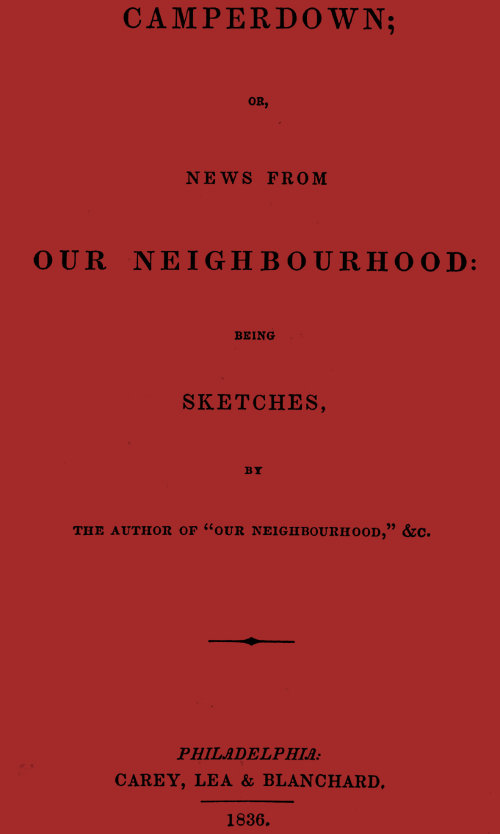 CAMPERDOWN;
OR,
NEWS FROM
OUR NEIGHBOURHOOD:
BEING
SKETCHES,
BY
THE AUTHOR OF “OUR NEIGHBOURHOOD,” &C.
PHILADELPHIA:
CAREY, LEA & BLANCHARD.
1836.